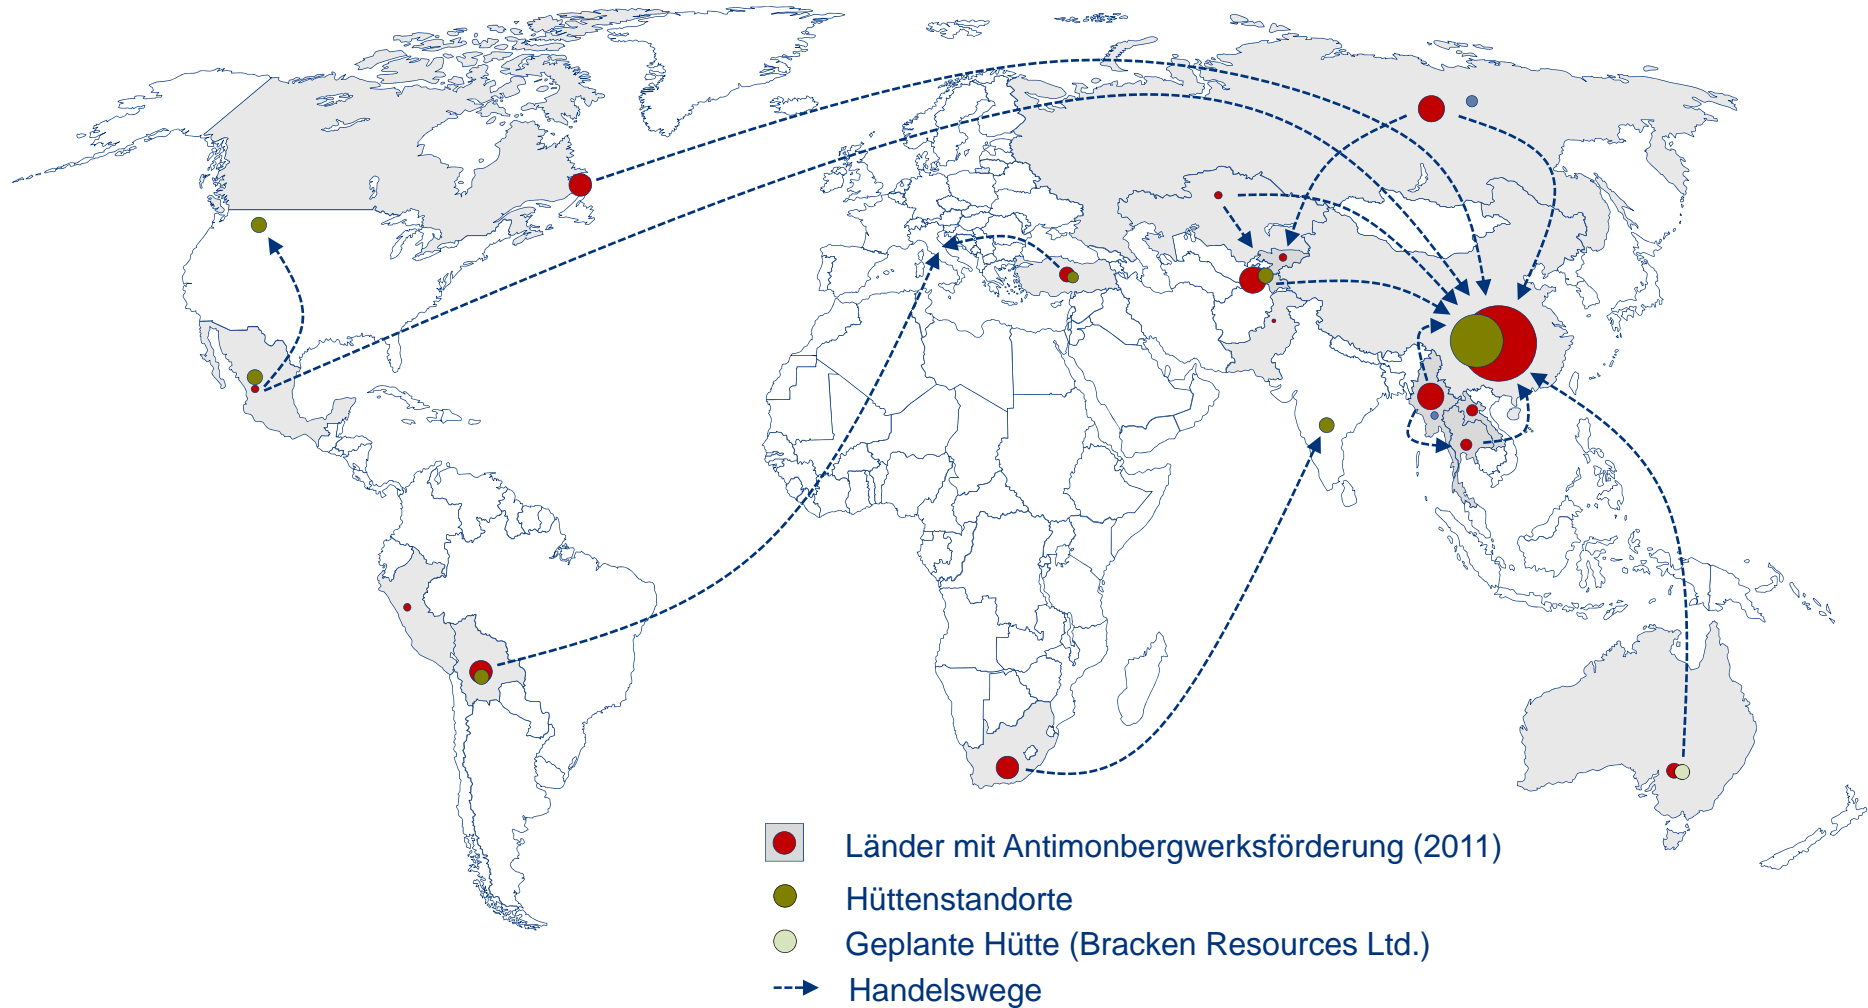 Länder mit Antimonbergwerksförderung (2011)
Hüttenstandorte
Geplante Hütte (Bracken Resources Ltd.)
Handelswege